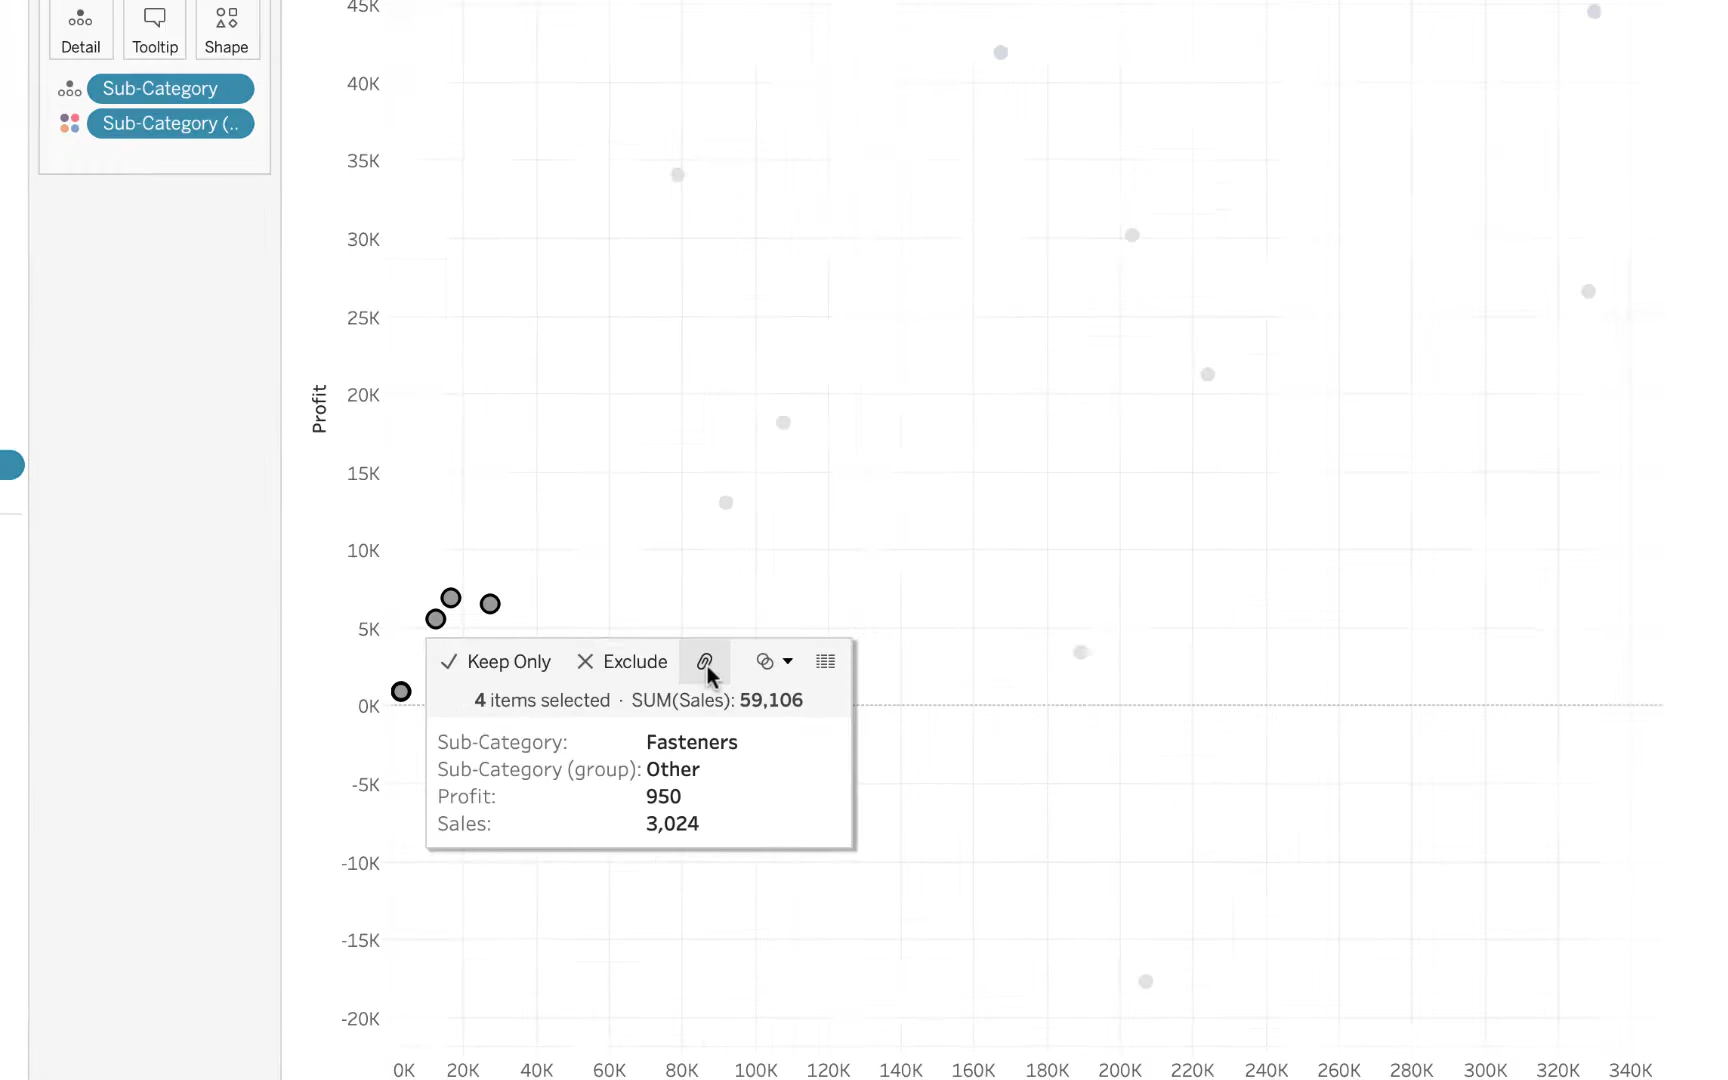 Detail Tooltip Shape
Sub-Category
Sub-Category (..
Profit
45K
40K
35K
30K
25K
20K
15K
10K
5K
0K
-5K
-10K
-15K
-20K
Keep Only Exclude
4 items selected · SUM(Sales): 59,106
Sub-Category: Fasteners
Sub-Category (group): Other
Profit: 950
Sales: 3,024
0K 20K 40K 60K 80K 100K 120K 140K 160K 180K 200K 220K 240K 260K 280K 300K 320K 340K